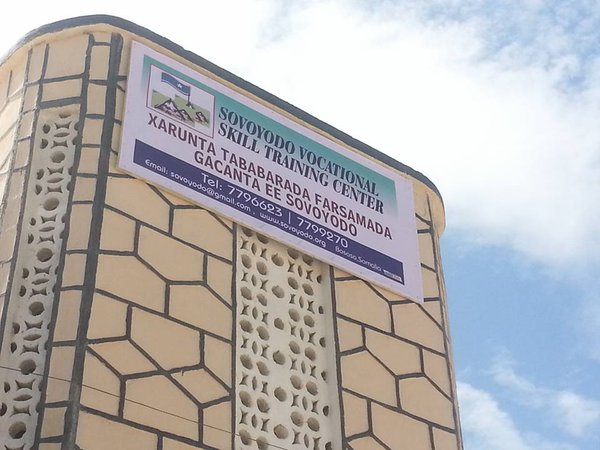 SOVOYODO VOCATIONAL
SKILL TRAINING CENTER
XARUNTA TABABARADA FARSAMADA
GACANTA EE SOVOYODO
Tel: 7796623 | 7799270
Email: sovoyodo@gmail.com . www.sovoyodo.org Bosaso, Somalia